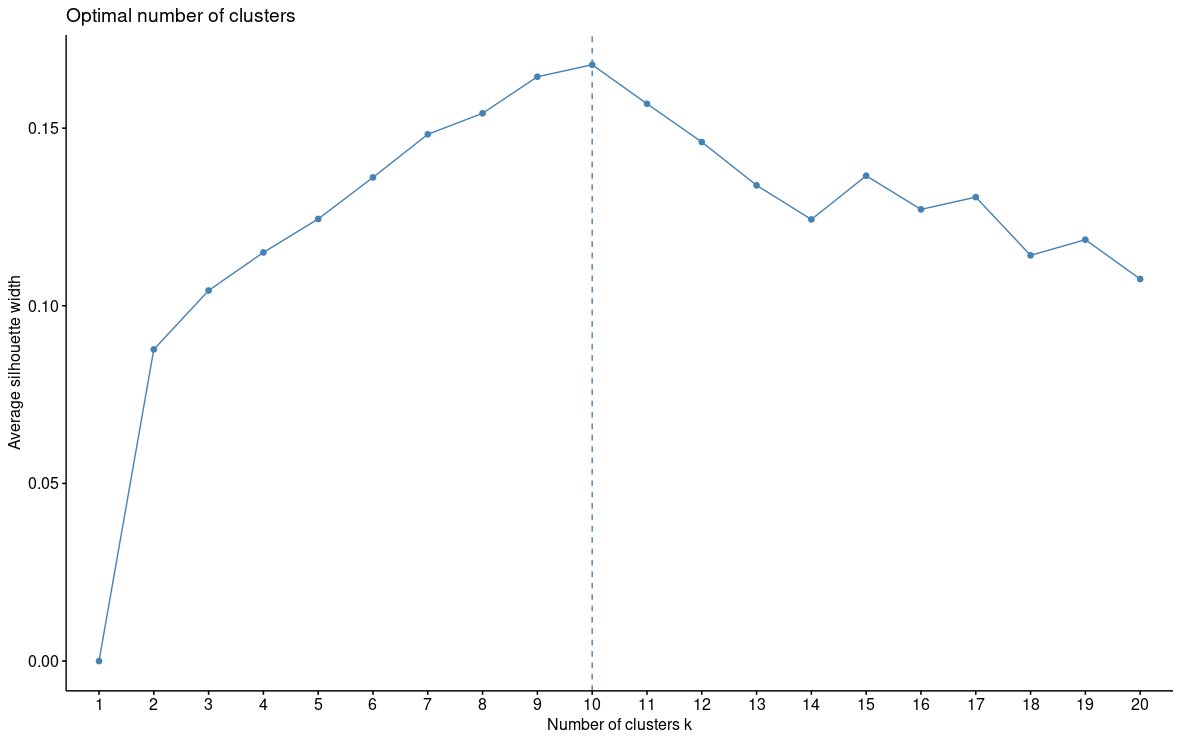 Optimal number of clusters
Average silhouette width
0.15
0.10
0.05
0.00
1 2 3 4 5 6 7 8 9 10 11 12 13 14 15 16 17 18 19 20
Number of clusters k